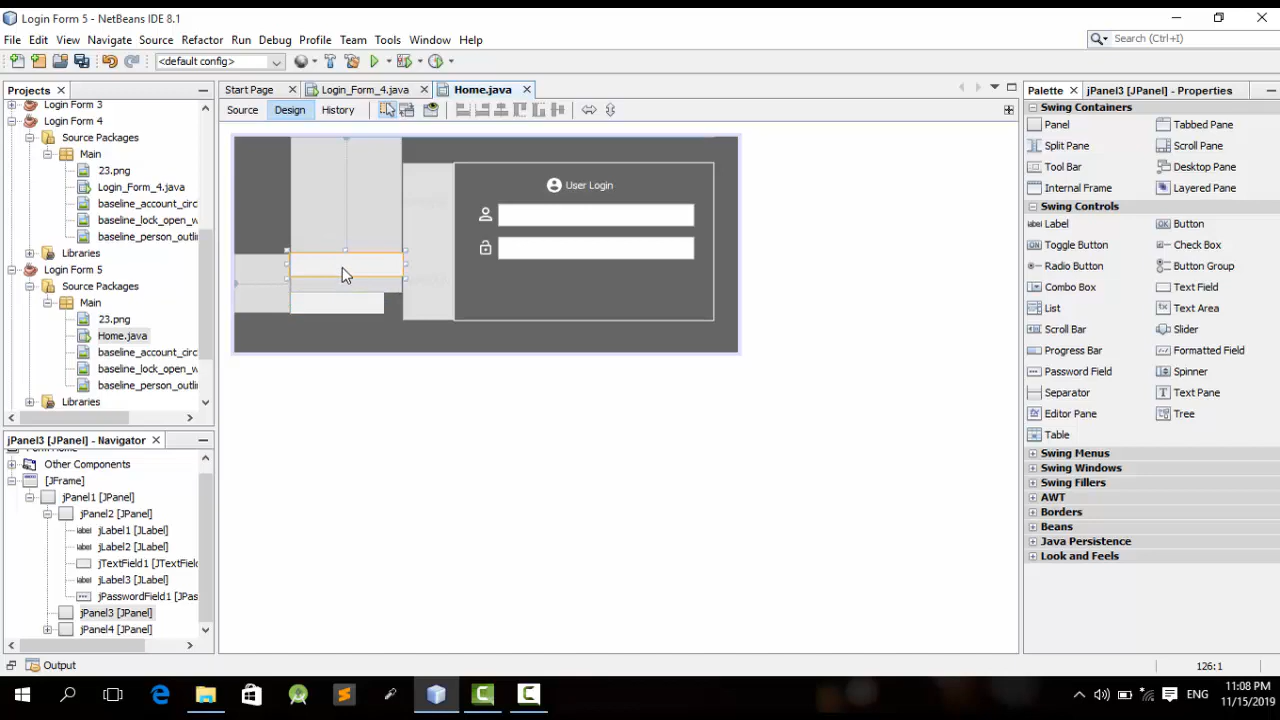 Login Form 5 - NetBeans IDE 8.1
File Edit View Navigate Source Refactor Run Debug Profile Team Tools Window Help
Search (Ctrl+I)
<default config>
Projects
Start Page
Login_Form_4.java
Home.java
Palette
jPanel3 [JPanel] - Properties
Source
Design
History
Login Form 3
Login Form 4
Source Packages
Main
23.png
Login_Form_4.java
baseline_account_circ
baseline_lock_open_w
baseline_person_outlin
Libraries
Login Form 5
Source Packages
Main
23.png
Home.java
baseline_account_circ
baseline_lock_open_w
baseline_person_outlin
Libraries
User Login
Swing Containers
Panel
Tabbed Pane
Split Pane
Scroll Pane
Tool Bar
Desktop Pane
Internal Frame
Layered Pane
Swing Controls
Label
Button
Toggle Button
Check Box
Radio Button
Button Group
Combo Box
Text Field
List
Text Area
Scroll Bar
Slider
Progress Bar
Formatted Field
Password Field
Spinner
Separator
Text Pane
Editor Pane
Tree
Table
Swing Menus
Swing Windows
Swing Fillers
AWT
Borders
Beans
Java Persistence
Look and Feels
jPanel3 [JPanel] - Navigator
Other Components
[JFrame]
jPanel1 [JPanel]
jPanel2 [JPanel]
jLabel1 [JLabel]
jLabel2 [JLabel]
jTextField1 [JTextField
jLabel3 [JLabel]
jPasswordField1 [JPas
jPanel3 [JPanel]
jPanel4 [JPanel]
Output
126:1
ENG
11:08 PM
11/15/2019